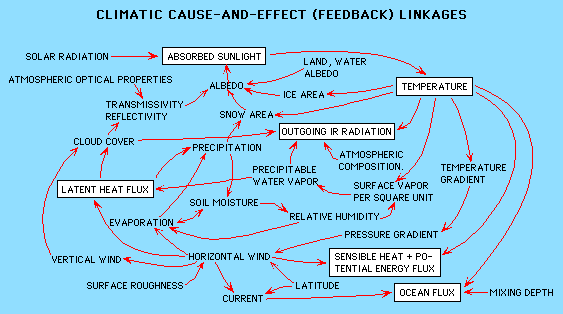 CLIMATIC CAUSE-AND-EFFECT (FEEDBACK) LINKAGES
SOLAR RADIATION
ABSORBED SUNLIGHT
LAND, WATER
ALBEDO
ATMOSPHERIC OPTICAL PROPERTIES
ALBEDO
ICE AREA
TEMPERATURE
TRANSMISSIVITY
REFLECTIVITY
SNOW AREA
OUTGOING IR RADIATION
CLOUD COVER
PRECIPITATION
ATMOSPHERIC
COMPOSITION.
PRECIPITABLE
WATER VAPOR
TEMPERATURE
GRADIENT
LATENT HEAT FLUX
SURFACE VAPOR
PER SQUARE UNIT
SOIL MOISTURE
RELATIVE HUMIDITY
EVAPORATION
PRESSURE GRADIENT
VERTICAL WIND
HORIZONTAL WIND
SENSIBLE HEAT + PO-
TENTIAL ENERGY FLUX
SURFACE ROUGHNESS
LATITUDE
CURRENT
OCEAN FLUX
MIXING DEPTH